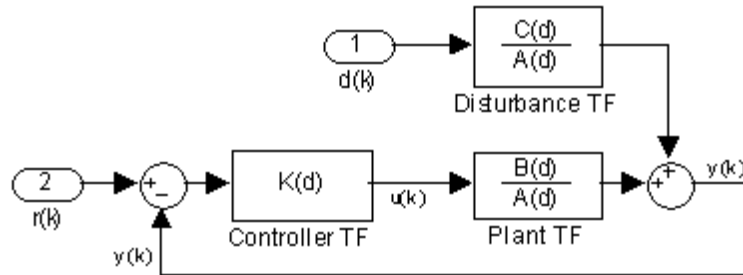 1
d(k)
C(d)
A(d)
Disturbance TF
2
r(k)
+
−
K(d)
Controller TF
u(k)
B(d)
A(d)
Plant TF
+
+
y(k)
y(k)